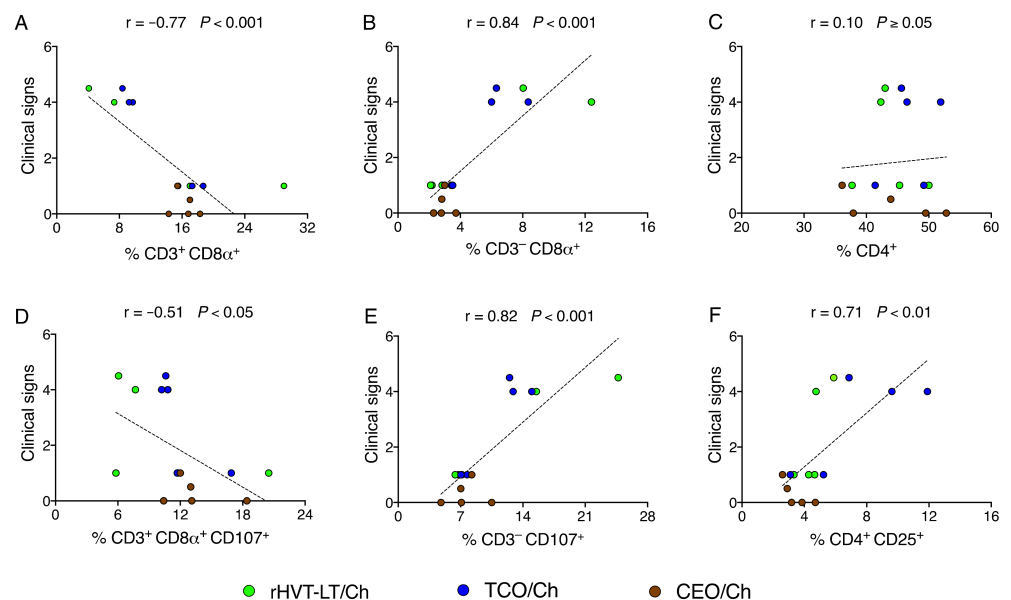 A r = −0.77 P < 0.001
6
4
2
0
Clinical signs
0 8 16 24 32
% CD3⁺ CD8α⁺
B r = 0.84 P < 0.001
6
4
2
0
Clinical signs
0 4 8 12 16
% CD3⁻ CD8α⁺
C r = 0.10 P ≥ 0.05
6
4
2
0
Clinical signs
20 30 40 50 60
% CD4⁺
D r = −0.51 P < 0.05
6
4
2
0
Clinical signs
0 6 12 18 24
% CD3⁺ CD8α⁺ CD107⁺
E r = 0.82 P < 0.001
6
4
2
0
Clinical signs
0 7 14 21 28
% CD3⁻ CD107⁺
F r = 0.71 P < 0.01
6
4
2
0
Clinical signs
0 4 8 12 16
% CD4⁺ CD25⁺
rHVT-LT/Ch TCO/Ch CEO/Ch